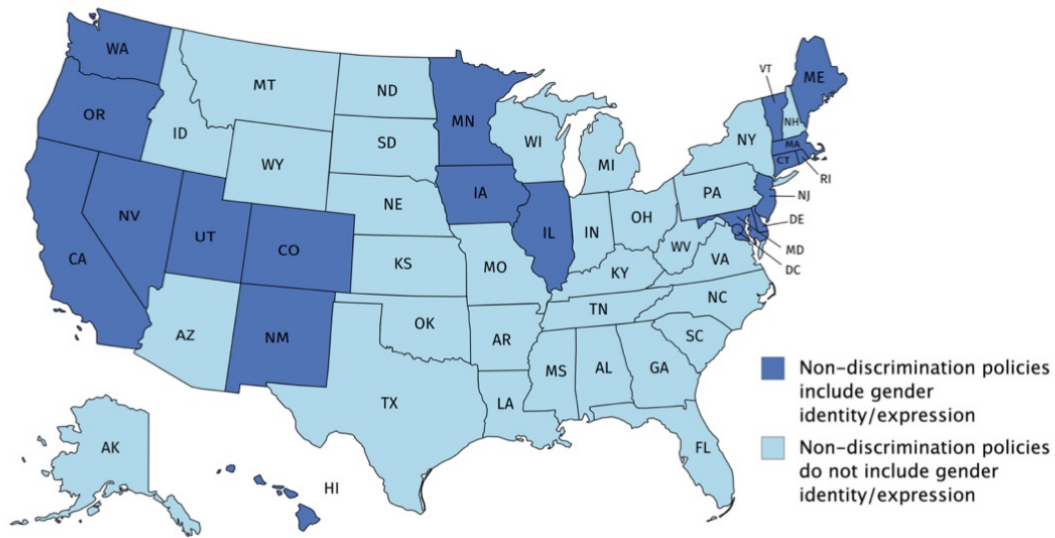 WA
MT
ND
MN
VT
ME
OR
ID
SD
WI
MI
NY
NH
MA
CT
RI
WY
NE
IA
PA
NJ
NV
UT
CO
IL
IN
OH
DE
MD
DC
CA
KS
MO
KY
WV
VA
AZ
NM
OK
AR
TN
NC
SC
MS
AL
GA
TX
LA
FL
AK
HI
Non-discrimination policies
include gender
identity/expression
Non-discrimination policies
do not include gender
identity/expression